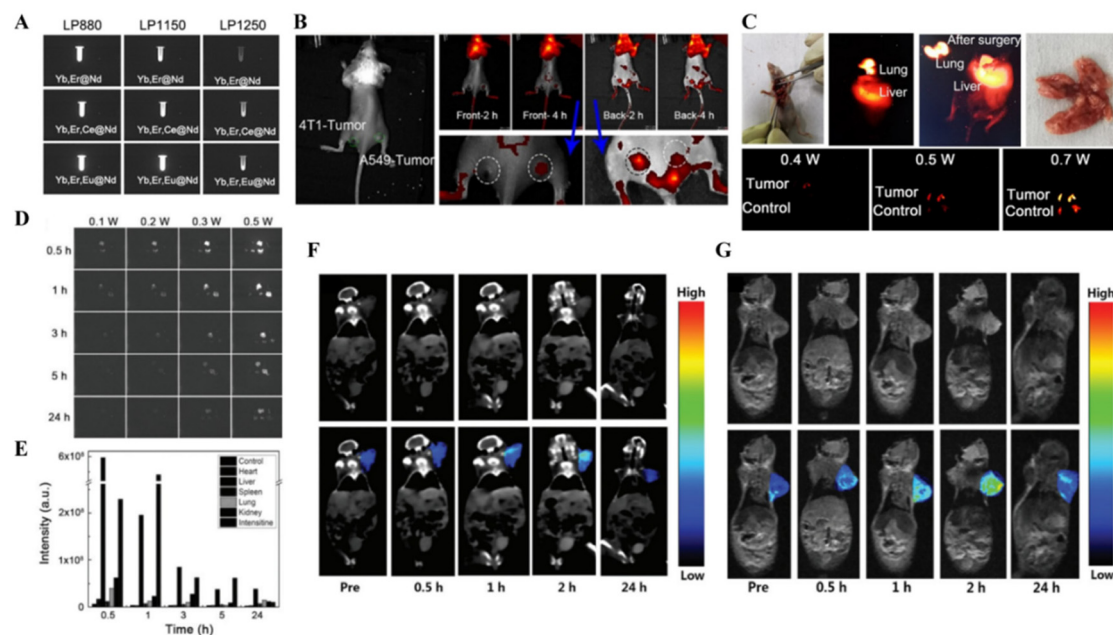 A
LP880 LP1150 LP1250
Yb,Er@Nd Yb,Er@Nd Yb,Er@Nd
Yb,Er,Ce@Nd Yb,Er,Ce@Nd Yb,Er,Ce@Nd
Yb,Er,Eu@Nd Yb,Er,Eu@Nd Yb,Er,Eu@Nd
B
4T1-Tumor
A549-Tumor
Front-2 h Front-4 h Back-2 h Back-4 h
C
Lung
Liver
After surgery
Lung
Liver
0.4 W 0.5 W 0.7 W
Tumor Tumor Tumor
Control Control Control
D
0.1 W 0.2 W 0.3 W 0.5 W
0.5 h
1 h
3 h
5 h
24 h
E
Intensity (a.u.)
6x10⁸
2x10⁸
1x10⁸
0
Control
Heart
Liver
Spleen
Lung
Kidney
Intensitine
0.5 1 3 5 24
Time (h)
F
High
Low
Pre 0.5 h 1 h 2 h 24 h
G
High
Low
Pre 0.5 h 1 h 2 h 24 h